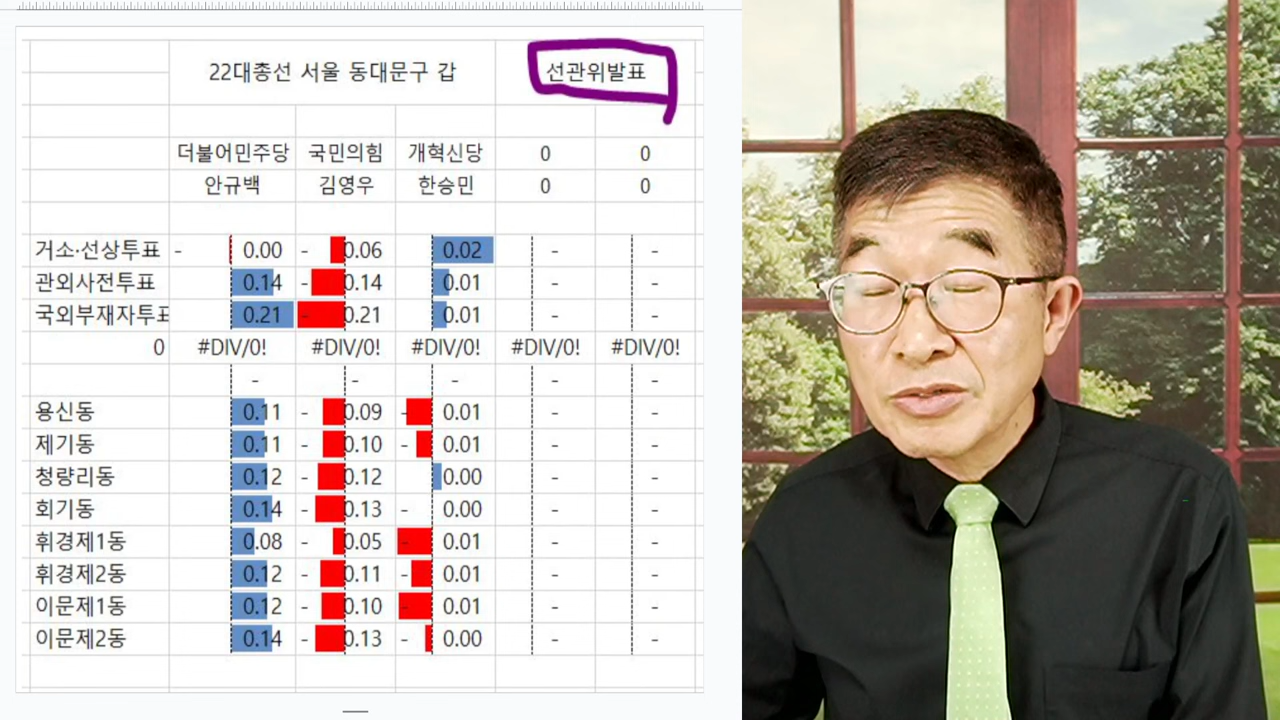 22대총선 서울 동대문구 갑 선관위발표
더불어민주당 국민의힘 개혁신당 0 0
안규백 김영우 한승민 0 0
거소·선상투표 - 0.00 - 0.06 0.02 - -
관외사전투표 0.14 - 0.14 0.01 - -
국외부재자투표 0.21 - 0.21 0.01 - -
0 #DIV/0! #DIV/0! #DIV/0! #DIV/0! #DIV/0!
- - - - -
용신동 0.11 - 0.09 - 0.01 - -
제기동 0.11 - 0.10 - 0.01 - -
청량리동 0.12 - 0.12 0.00 - -
회기동 0.14 - 0.13 - 0.00 - -
휘경제1동 0.08 - 0.05 - 0.01 - -
휘경제2동 0.12 - 0.11 - 0.01 - -
이문제1동 0.12 - 0.10 - 0.01 - -
이문제2동 0.14 - 0.13 - 0.00 - -